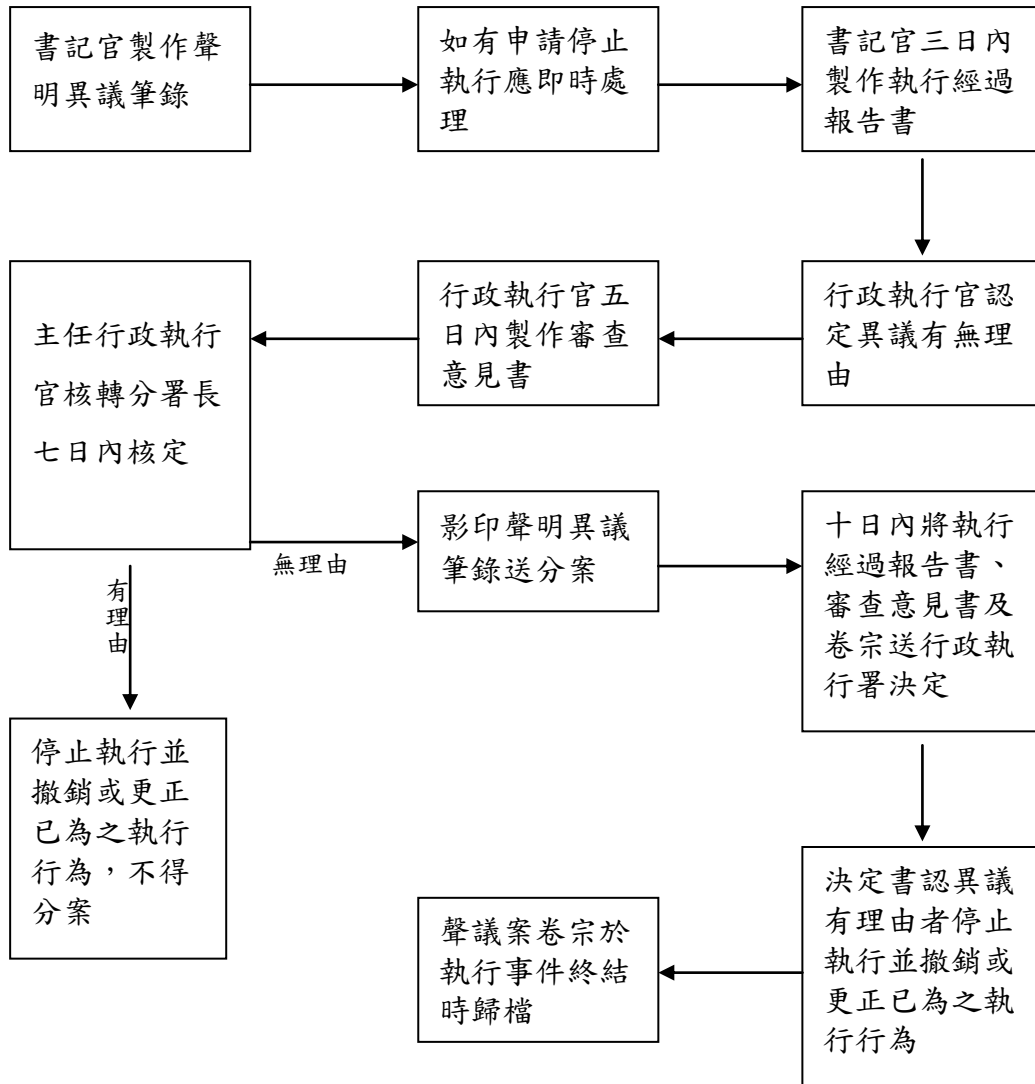 書記官製作聲
明異議筆錄
如有申請停止
執行應即時處
理
書記官三日內
製作執行經過
報告書
行政執行官認
定異議有無理
由
行政執行官五
日內製作審查
意見書
主任行政執行
官核轉分署長
七日內核定
無理由
影印聲明異議
筆錄送分案
十日內將執行
經過報告書、
審查意見書及
卷宗送行政執
行署決定
有理由
停止執行並
撤銷或更正
已為之執行
行為，不得
分案
決定書認異議
有理由者停止
執行並撤銷或
更正已為之執
行行為
聲議案卷宗於
執行事件終結
時歸檔